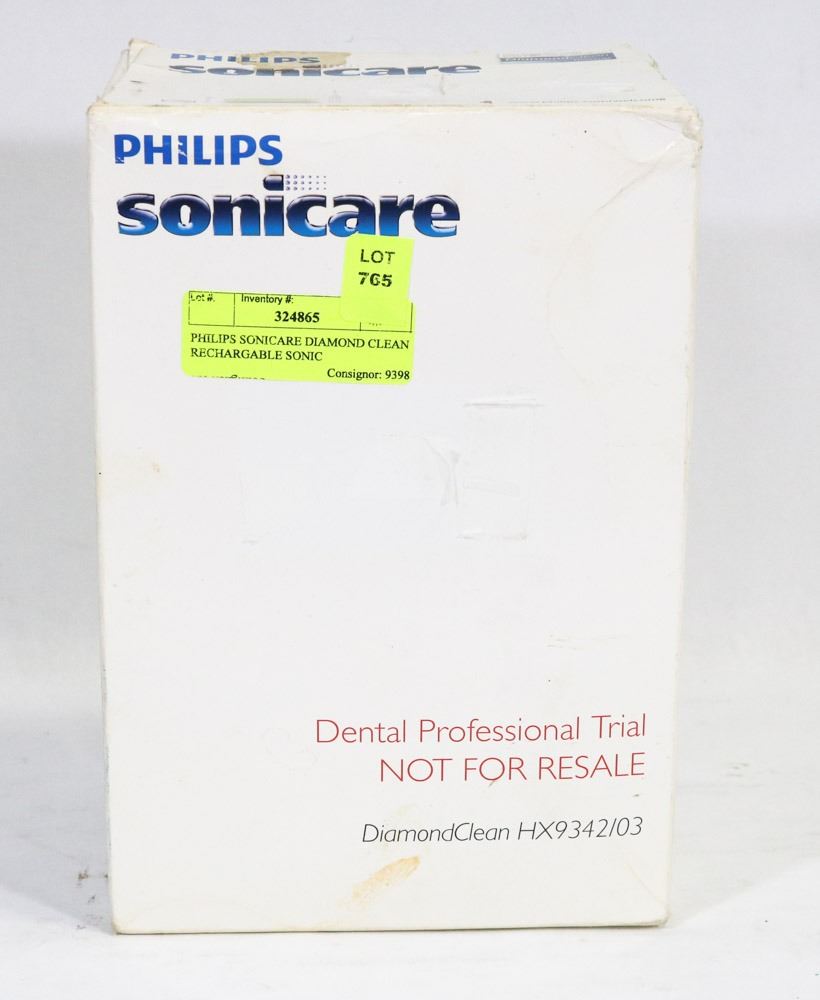 PHILIPS
sonicare
PHILIPS
sonicare
LOT
765
Lot #:
Inventory #:
324865
PHILIPS SONICARE DIAMOND CLEAN
RECHARGABLE SONIC
Consignor: 9398
Dental Professional Trial
NOT FOR RESALE
DiamondClean HX9342/03